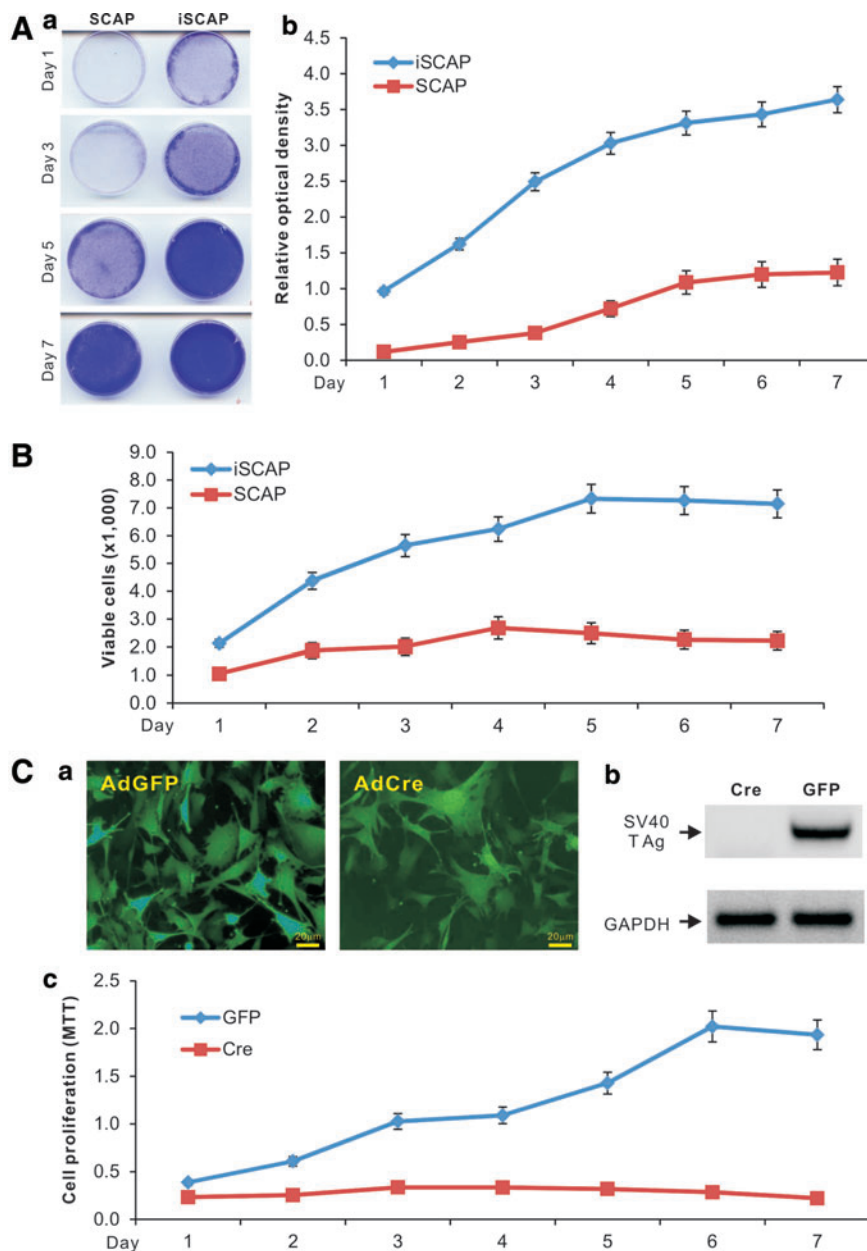 A
a
SCAP iSCAP
Day 1
Day 3
Day 5
Day 7
b
Relative optical density
4.5
4.0
3.5
3.0
2.5
2.0
1.5
1.0
0.5
0.0
iSCAP
SCAP
Day 1 2 3 4 5 6 7
B
Viable cells (x1,000)
9.0
8.0
7.0
6.0
5.0
4.0
3.0
2.0
1.0
0.0
iSCAP
SCAP
Day 1 2 3 4 5 6 7
C
a
AdGFP
20µm
AdCre
20µm
b
Cre GFP
SV40
TAg
GAPDH
c
Cell proliferation (MTT)
2.5
2.0
1.5
1.0
0.5
0.0
GFP
Cre
Day 1 2 3 4 5 6 7